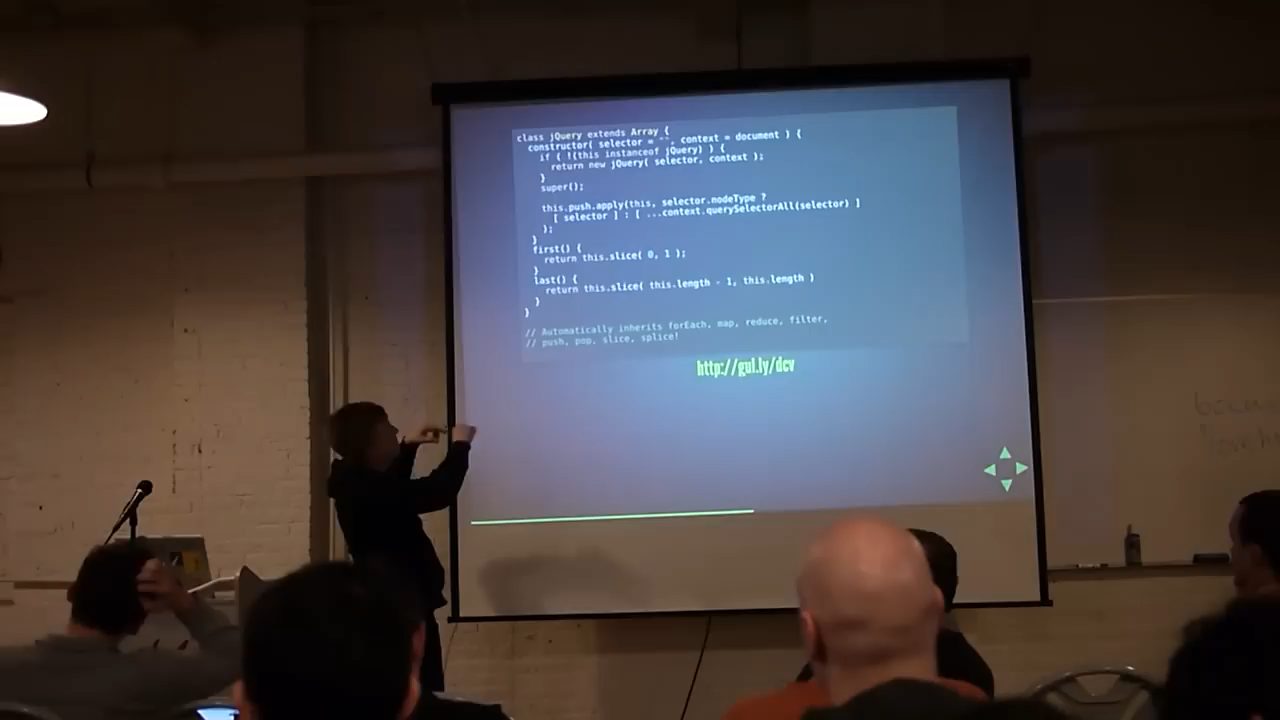 class jQuery extends Array {
constructor( selector = "", context = document ) {
if ( !(this instanceof jQuery) ) {
return new jQuery( selector, context );
}
super();
this.push.apply(this, selector.nodeType ?
[ selector ] : [ ...context.querySelectorAll(selector) ]
);
}
first() {
return this.slice( 0, 1 );
}
last() {
return this.slice( this.length - 1, this.length )
}
}
// Automatically inherits forEach, map, reduce, filter,
// push, pop, slice, splice!
http://gul.ly/dcv